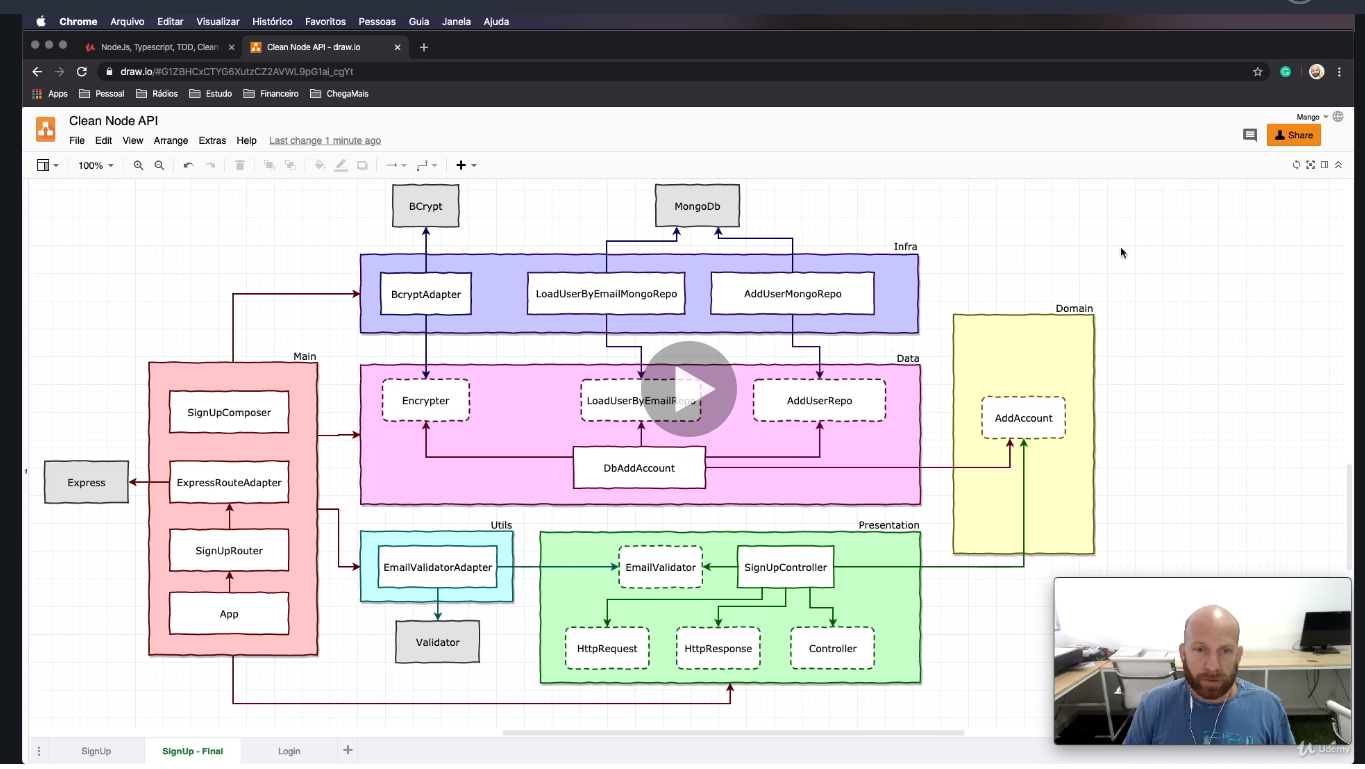 Chrome Arquivo Editar Visualizar Histórico Favoritos Pessoas Guia Janela Ajuda
NodeJs, Typescript, TDD, Clean
Clean Node API - draw.io
draw.io/#G1ZBHCxCTYG6XutzCZ2AVWL9pG1ai_cgYt
Apps Pessoal Rádios Estudo Financeiro ChegaMais
Clean Node API
Mango
File Edit View Arrange Extras Help Last change 1 minute ago
Share
100%
BCrypt
MongoDb
Infra
BcryptAdapter
LoadUserByEmailMongoRepo
AddUserMongoRepo
Domain
Main
Data
Encrypter
LoadUserByEmailRepo
AddUserRepo
SignUpComposer
AddAccount
DbAddAccount
Express
ExpressRouteAdapter
Utils
Presentation
SignUpRouter
EmailValidatorAdapter
EmailValidator
SignUpController
App
Validator
HttpRequest
HttpResponse
Controller
SignUp
SignUp - Final
Login
Udemy